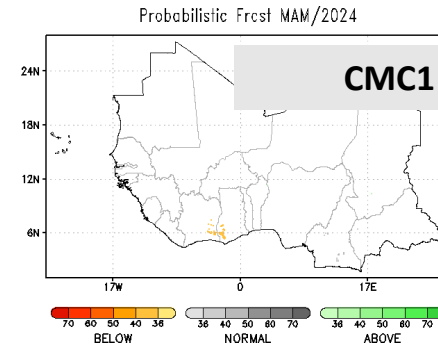 Probabilistic Frcst MAM/2024
CMC1
24N
18N
12N
6N
17W 0 17E
70 60 50 40 36 36 40 50 60 70 36 40 50 60 70
BELOW NORMAL ABOVE